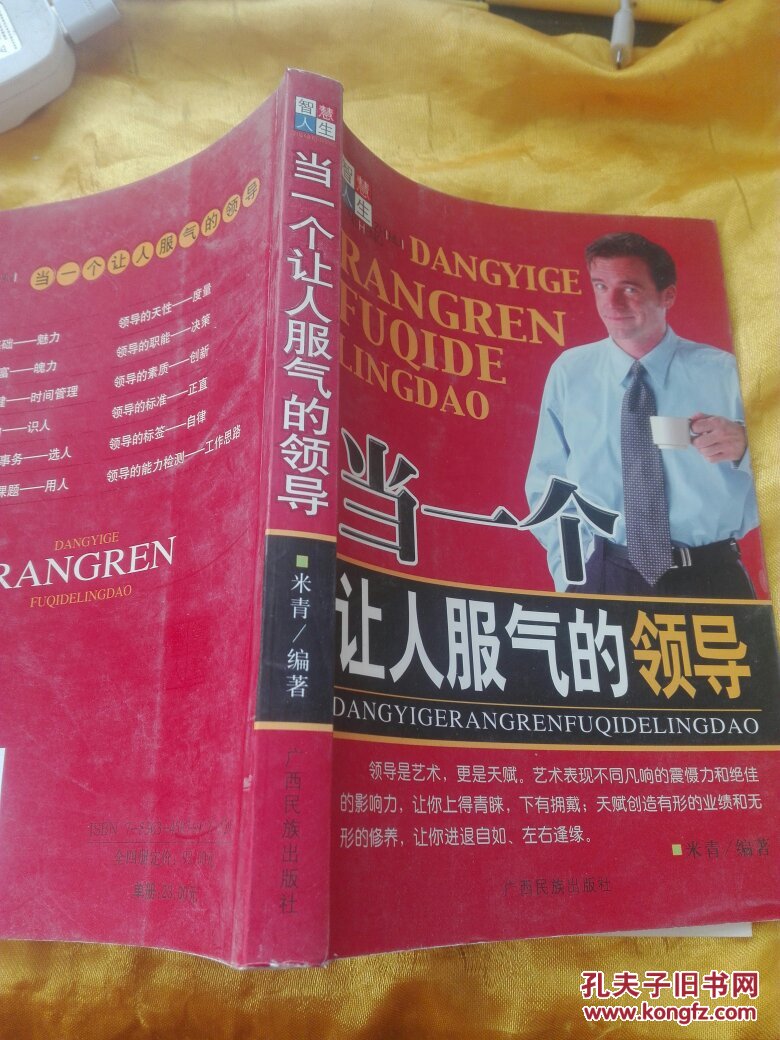 当一个让人服气的领导
领导的天性——度量
——魅力
领导的职能——决策
——魄力
领导的素质——创新
——时间管理
领导的标准——正直
——识人
领导的标签——自律
事务——选人
领导的能力检测——工作思路
课题——用人
DANGYIGE
RANGREN
FUQIDELINGDAO
ISBN
单册:28.80元
智慧
人生
当一个让人服气的领导
米青/编著
广西民族出版社
智慧
人生
DANGYIGE
RANGREN
FUQIDE
LINGDAO
当一个
让人服气的领导
DANGYIGERANGRENFUQIDELINGDAO
领导是艺术，更是天赋。艺术表现不同凡响的震慑力和绝佳
的影响力，让你上得青睐，下有拥戴；天赋创造有形的业绩和无
形的修养，让你进退自如、左右逢缘。
米青/编著
广西民族出版社
孔夫子旧书网
www.kongfz.com